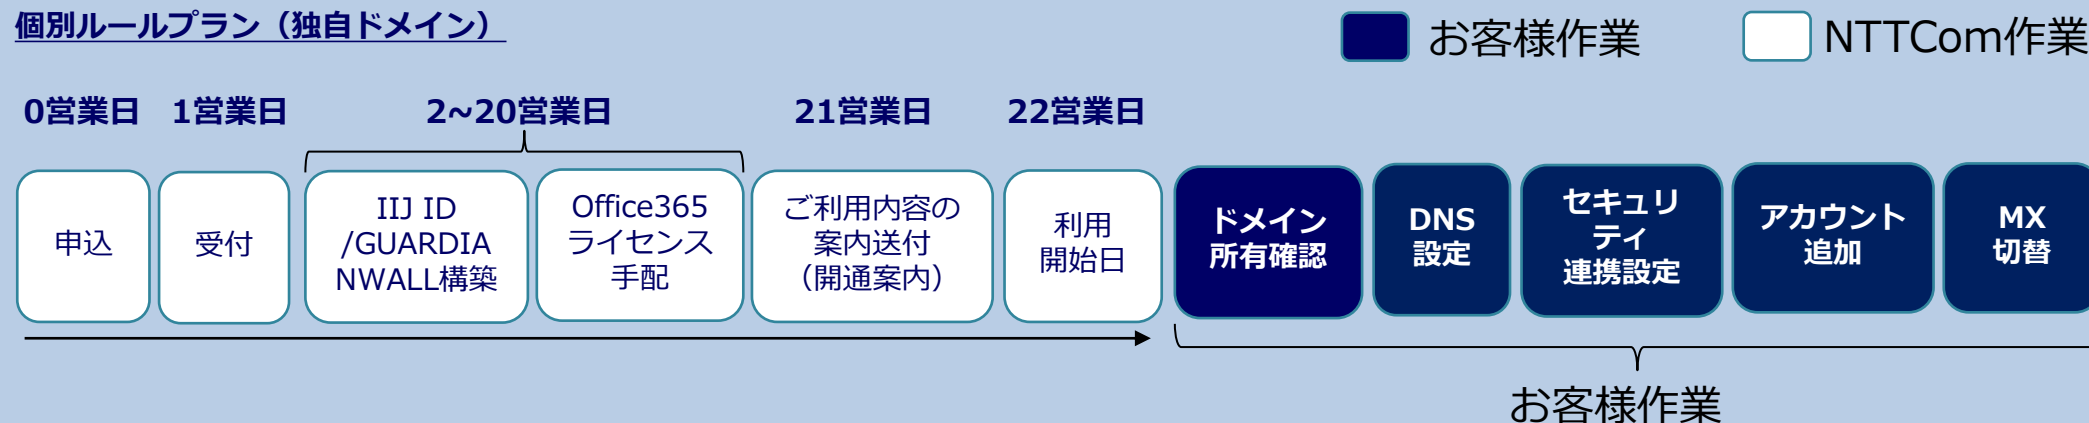 個別ルールプラン（独自ドメイン）
お客様作業
NTTCom作業
0営業日
1営業日
2~20営業日
21営業日
22営業日
申込
受付
IIJ ID
/GUARDIA
NWALL構築
Office365
ライセンス
手配
ご利用内容の
案内送付
（開通案内）
利用
開始日
ドメイン
所有確認
DNS
設定
セキュリ
ティ
連携設定
アカウント
追加
MX
切替
お客様作業